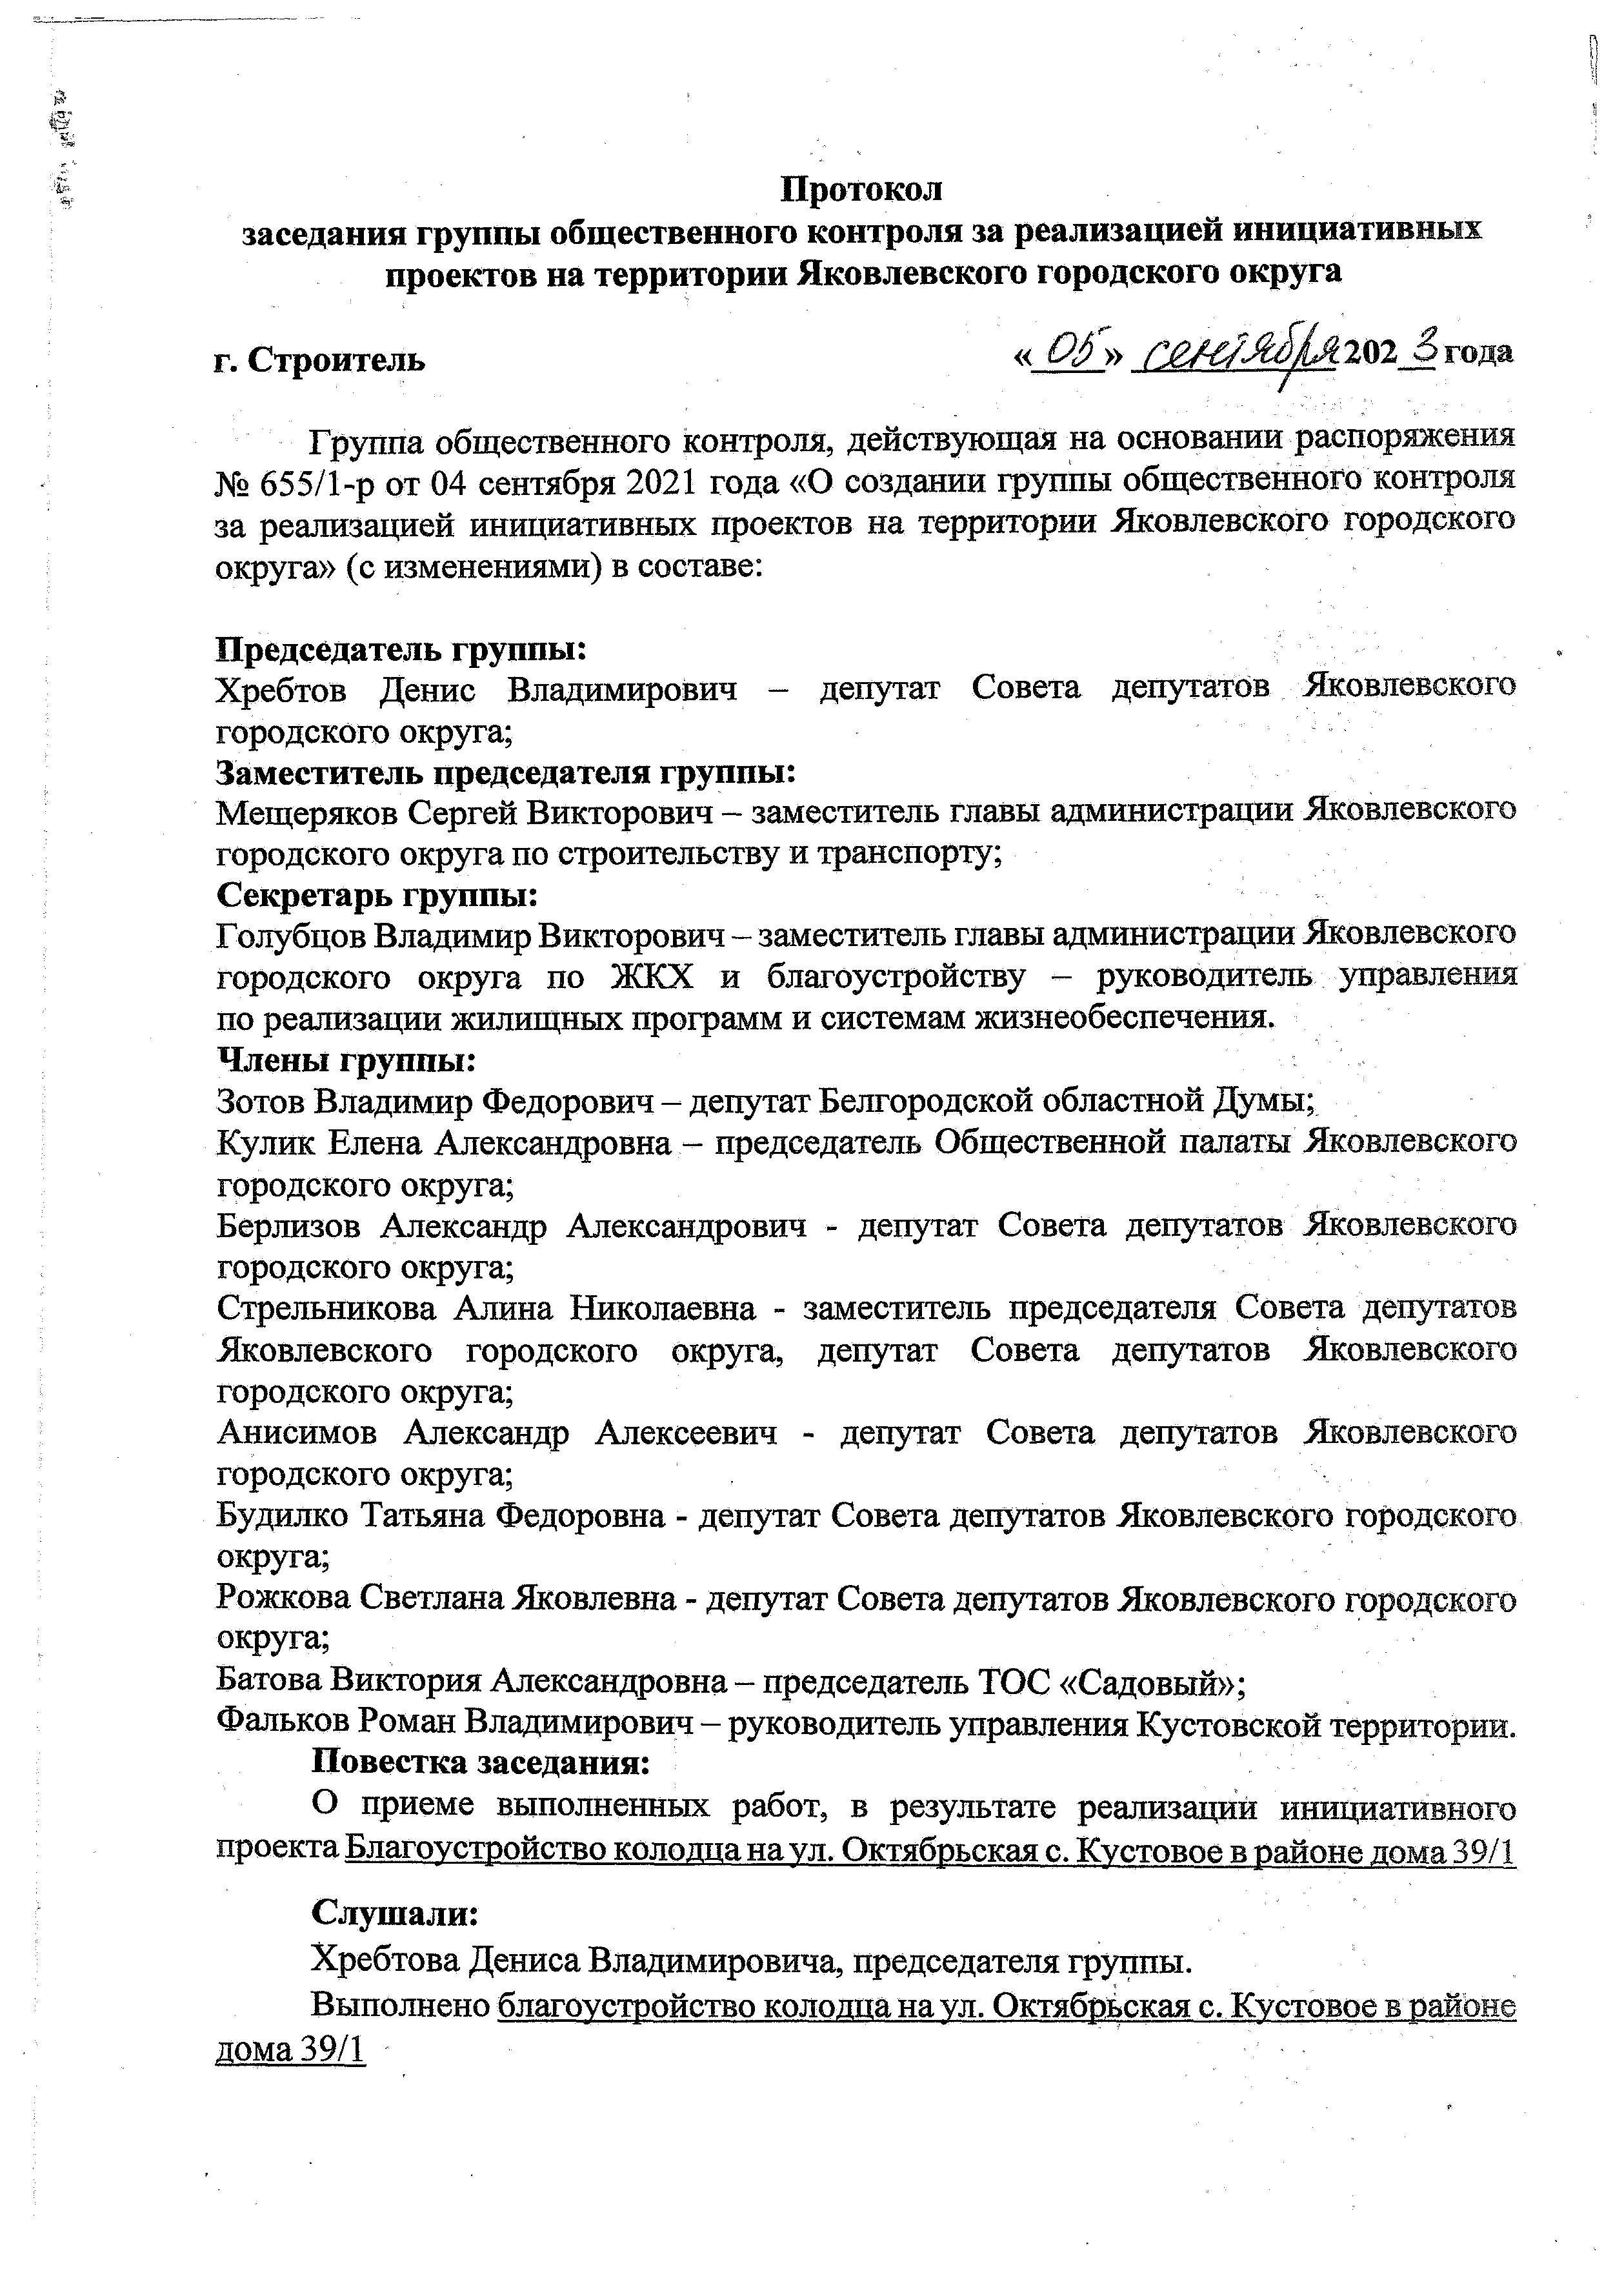 Протокол
заседания группы общественного контроля за реализацией инициативных
проектов на территории Яковлевского городского округа
г. Строитель «05» сентября 2023 года
Группа общественного контроля, действующая на основании распоряжения
№ 655/1-р от 04 сентября 2021 года «О создании группы общественного контроля
за реализацией инициативных проектов на территории Яковлевского городского
округа» (с изменениями) в составе:
Председатель группы:
Хребтов Денис Владимирович – депутат Совета депутатов Яковлевского
городского округа;
Заместитель председателя группы:
Мещеряков Сергей Викторович – заместитель главы администрации Яковлевского
городского округа по строительству и транспорту;
Секретарь группы:
Голубцов Владимир Викторович – заместитель главы администрации Яковлевского
городского округа по ЖКХ и благоустройству – руководитель управления
по реализации жилищных программ и системам жизнеобеспечения.
Члены группы:
Зотов Владимир Федорович – депутат Белгородской областной Думы;
Кулик Елена Александровна – председатель Общественной палаты Яковлевского
городского округа;
Берлизов Александр Александрович - депутат Совета депутатов Яковлевского
городского округа;
Стрельникова Алина Николаевна - заместитель председателя Совета депутатов
Яковлевского городского округа, депутат Совета депутатов Яковлевского
городского округа;
Анисимов Александр Алексеевич - депутат Совета депутатов Яковлевского
городского округа;
Будилко Татьяна Федоровна - депутат Совета депутатов Яковлевского городского
округа;
Рожкова Светлана Яковлевна - депутат Совета депутатов Яковлевского городского
округа;
Батова Виктория Александровна – председатель ТОС «Садовый»;
Фальков Роман Владимирович – руководитель управления Кустовской территории.
Повестка заседания:
О приеме выполненных работ, в результате реализации инициативного
проекта Благоустройство колодца на ул. Октябрьская с. Кустовое в районе дома 39/1
Слушали:
Хребтова Дениса Владимировича, председателя группы.
Выполнено благоустройство колодца на ул. Октябрьская с. Кустовое в районе
дома 39/1